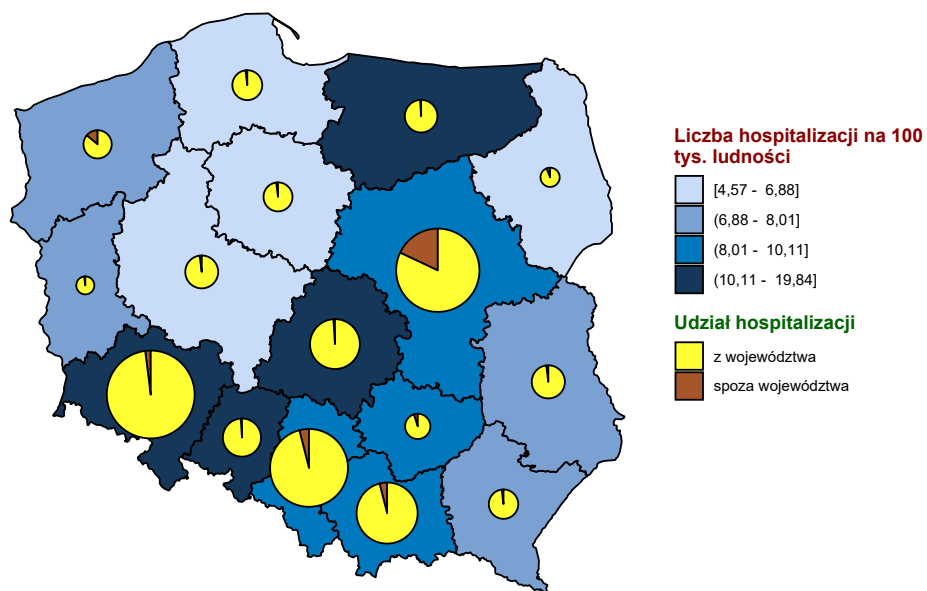 Liczba hospitalizacji na 100
tys. ludności
[4,57 - 6,88]
(6,88 - 8,01]
(8,01 - 10,11]
(10,11 - 19,84]
Udział hospitalizacji
z województwa
spoza województwa